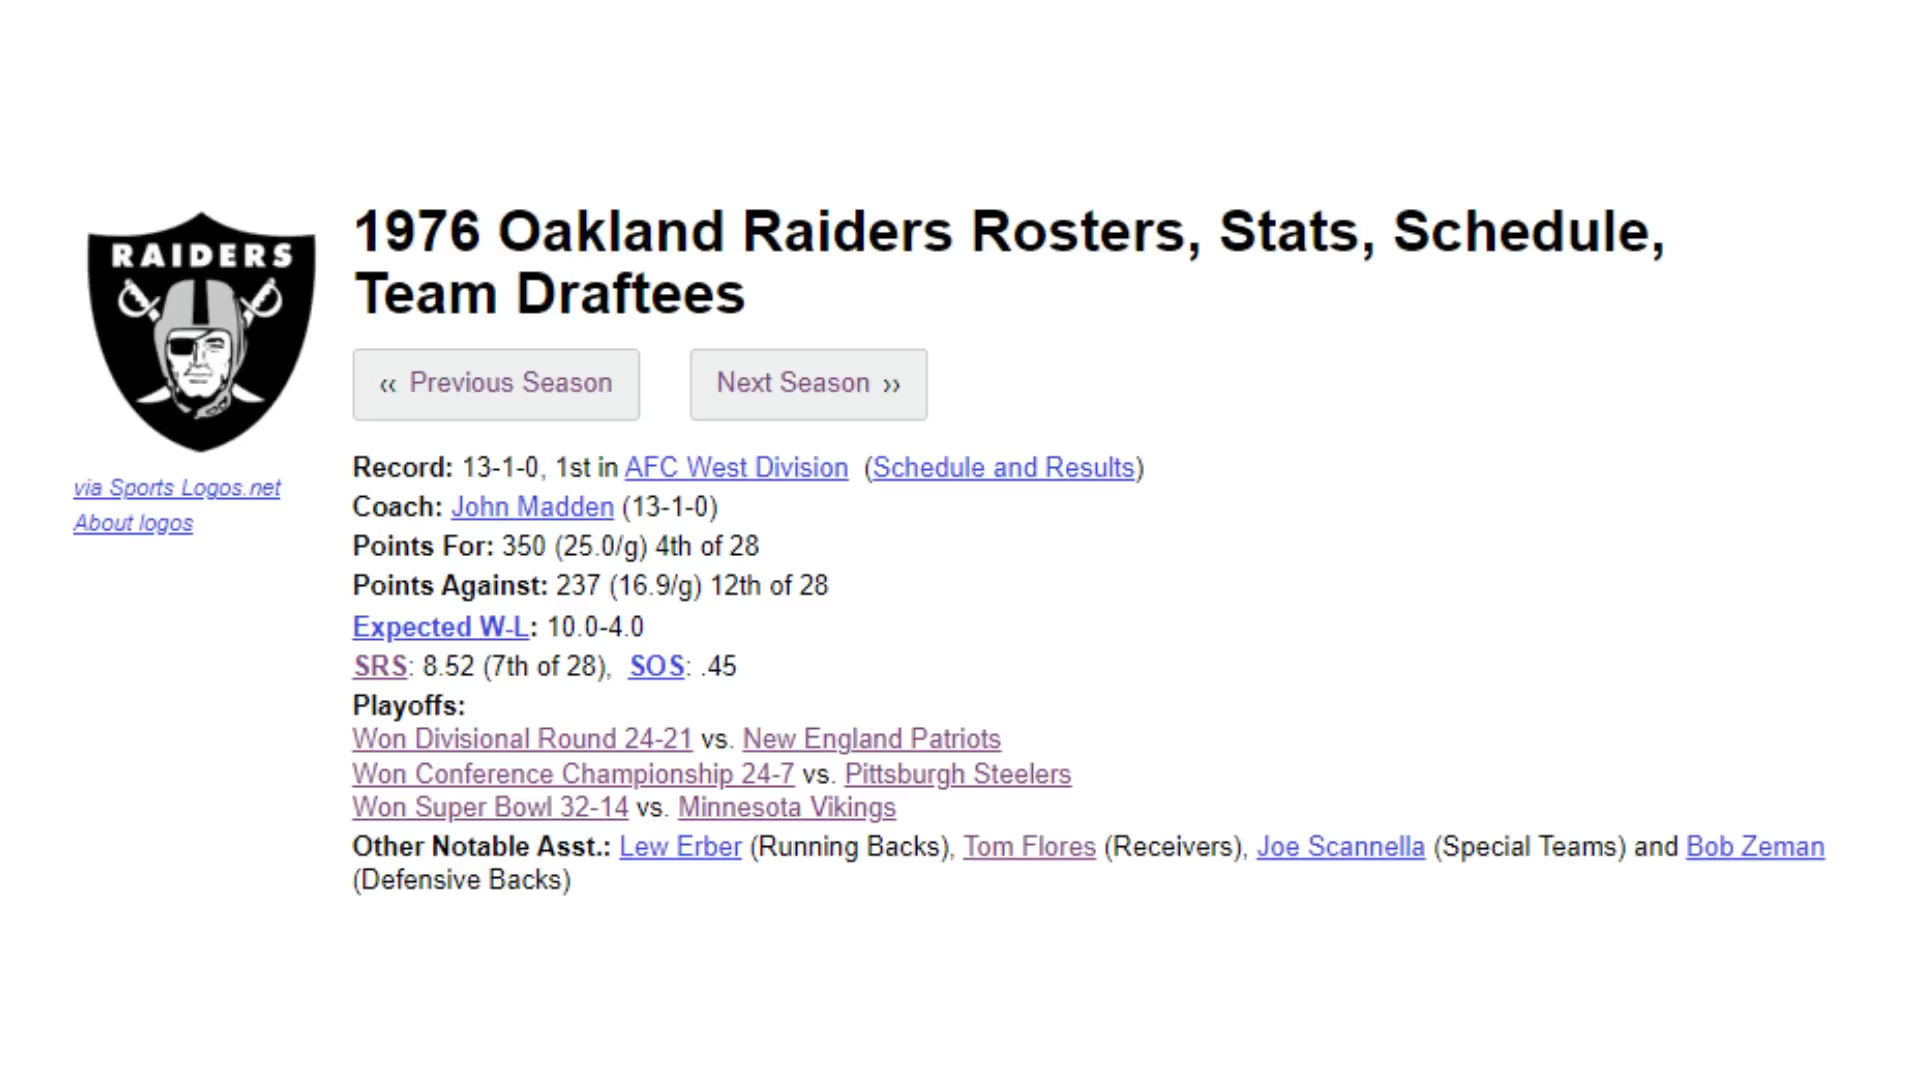 RAIDERS
1976 Oakland Raiders Rosters, Stats, Schedule,
Team Draftees
‹‹ Previous Season
Next Season ››
via Sports Logos.net
About logos
Record: 13-1-0, 1st in AFC West Division (Schedule and Results)
Coach: John Madden (13-1-0)
Points For: 350 (25.0/g) 4th of 28
Points Against: 237 (16.9/g) 12th of 28
Expected W-L: 10.0-4.0
SRS: 8.52 (7th of 28), SOS: .45
Playoffs:
Won Divisional Round 24-21 vs. New England Patriots
Won Conference Championship 24-7 vs. Pittsburgh Steelers
Won Super Bowl 32-14 vs. Minnesota Vikings
Other Notable Asst.: Lew Erber (Running Backs), Tom Flores (Receivers), Joe Scannella (Special Teams) and Bob Zeman
(Defensive Backs)